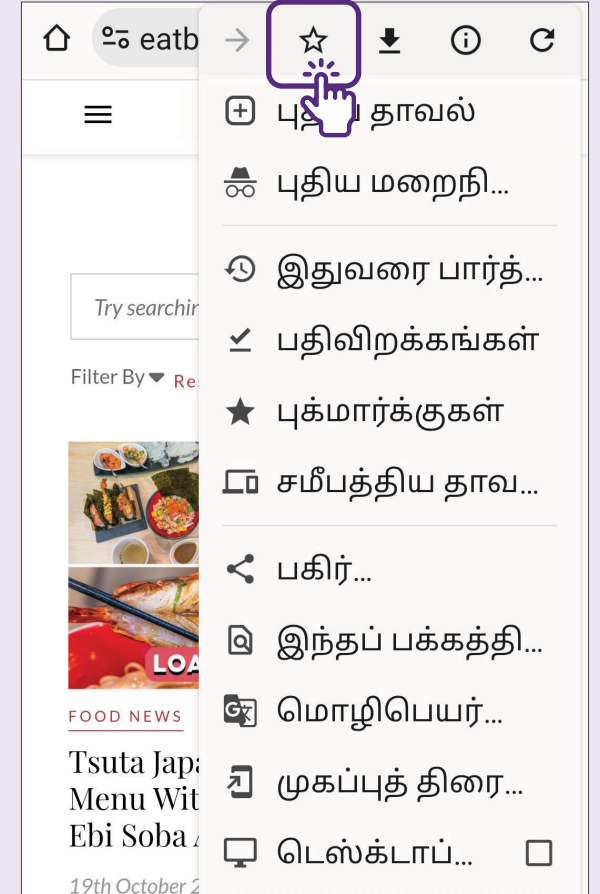 eatb
புதிய தாவல்
புதிய மறைநி...
இதுவரை பார்த்...
Try searchin
பதிவிறக்கங்கள்
Filter By
Re
புக்மார்க்குகள்
சமீபத்திய தாவ...
பகிர்...
இந்தப் பக்கத்தி...
LOA
FOOD NEWS
மொழிபெயர்...
Tsuta Japa
Menu Wit
முகப்புத் திரை...
Ebi Soba
டெஸ்க்டாப்...
19th October 2